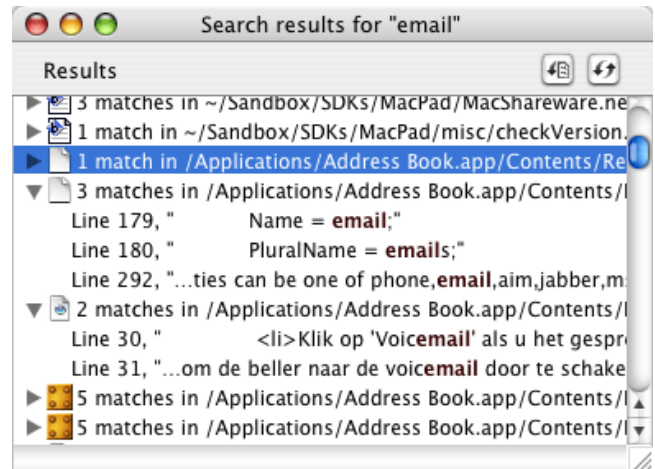 Search results for "email"
Results
3 matches in ~/Sandbox/SDKs/MacPad/MacShareware.ne
1 match in ~/Sandbox/SDKs/MacPad/misc/checkVersion.
1 match in /Applications/Address Book.app/Contents/Re
3 matches in /Applications/Address Book.app/Contents/
Line 179, "          Name = email;"
Line 180, "          PluralName = emails;"
Line 292, "...ties can be one of phone,email,aim,jabber,m
2 matches in /Applications/Address Book.app/Contents/
Line 30, "          <li>Klik op 'Voicemail' als u het gespr
Line 31, "...om de beller naar de voicemail door te schake
5 matches in /Applications/Address Book.app/Contents/
5 matches in /Applications/Address Book.app/Contents/